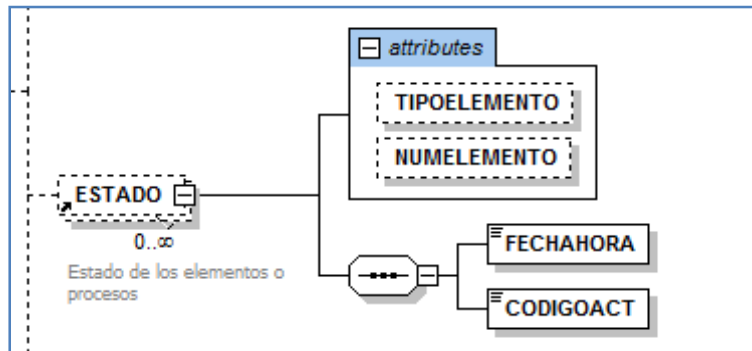 attributes
TIPOELEMENTO
NUMELEMENTO
ESTADO
0..∞
Estado de los elementos o
procesos
FECHAHORA
CODIGOACT